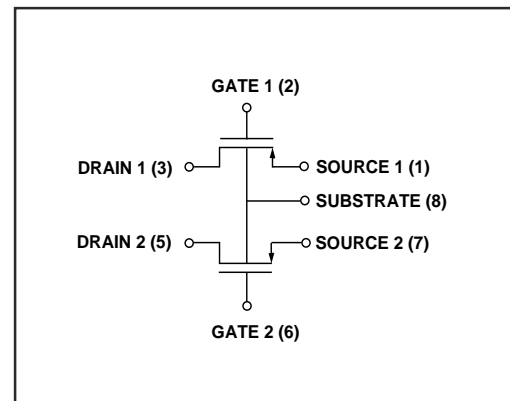 GATE 1 (2)
DRAIN 1 (3)
SOURCE 1 (1)
SUBSTRATE (8)
DRAIN 2 (5)
SOURCE 2 (7)
GATE 2 (6)